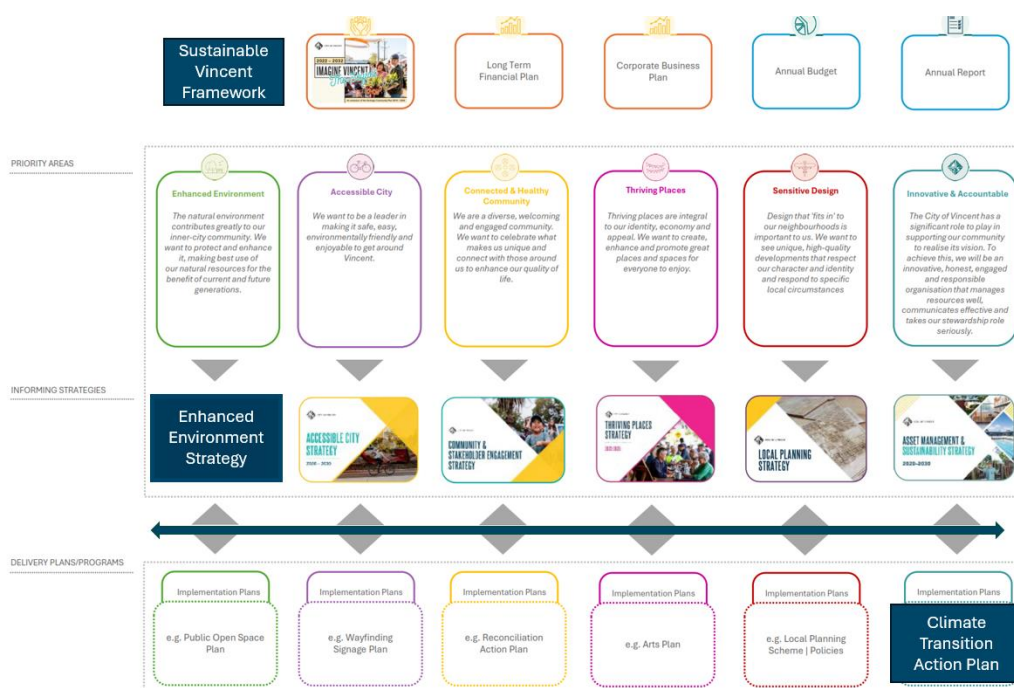 Sustainable
Vincent
Framework
2022 – 2032
IMAGINE VINCENT
Long Term
Financial Plan
Corporate Business
Plan
Annual Budget
Annual Report
PRIORITY AREAS
Enhanced Environment
The natural environment
contributes greatly to our
inner-city community. We
want to protect and enhance
it, making best use of
our natural resources for the
benefit of current and future
generations.
Accessible City
We want to be a leader in
making it safe, easy,
environmentally friendly and
enjoyable to get around
Vincent.
Connected & Healthy
Community
We are a diverse, welcoming
and engaged community.
We want to celebrate what
makes us unique and
connect with those around
us to enhance our quality of
life.
Thriving Places
Thriving places are integral
to our identity, economy and
appeal. We want to create,
enhance and promote great
places and spaces for
everyone to enjoy.
Sensitive Design
Design that 'fits in' to
our neighbourhoods is
important to us. We want to
see unique, high-quality
developments that respect
our character and identity
and respond to specific
local circumstances
Innovative & Accountable
The City of Vincent has a
significant role to play in
supporting our community
to realise its vision. To
achieve this, we will be an
innovative, honest, engaged
and responsible
organisation that manages
resources well,
communicates effective and
takes our stewardship role
seriously.
INFORMING STRATEGIES
Enhanced
Environment
Strategy
ACCESSIBLE CITY
STRATEGY
2020 – 2030
COMMUNITY &
STAKEHOLDER ENGAGEMENT
STRATEGY
THRIVING PLACES
STRATEGY
LOCAL PLANNING
STRATEGY
ASSET MANAGEMENT &
SUSTAINABILITY STRATEGY
2020-2030
DELIVERY PLANS/PROGRAMS
Implementation Plans
e.g. Public Open Space
Plan
Implementation Plans
e.g. Wayfinding
Signage Plan
Implementation Plans
e.g. Reconciliation
Action Plan
Implementation Plans
e.g. Arts Plan
Implementation Plans
e.g. Local Planning
Scheme | Policies
Implementation Plans
Climate
Transition
Action Plan